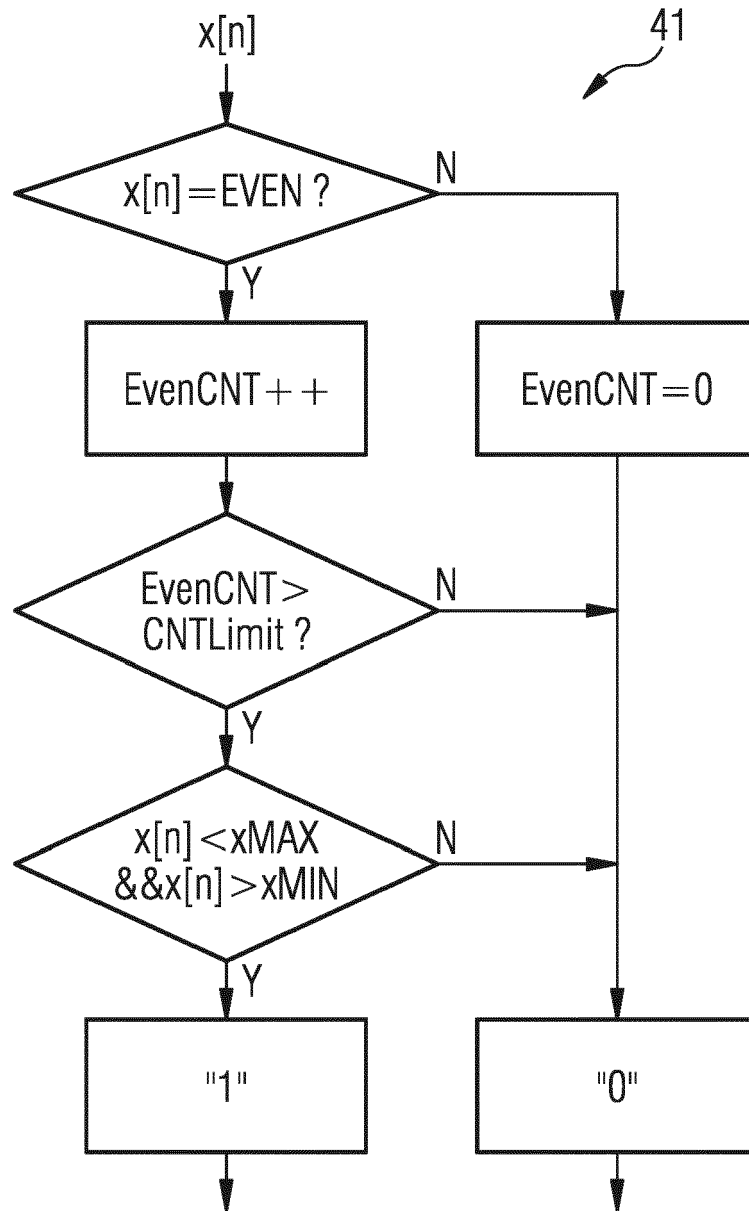 x[n]
41
x[n]=EVEN ?
N
Y
EvenCNT++
EvenCNT=0
EvenCNT>
CNTLimit ?
N
Y
x[n]<xMAX
&&x[n]>xMIN
N
Y
"1"
"0"